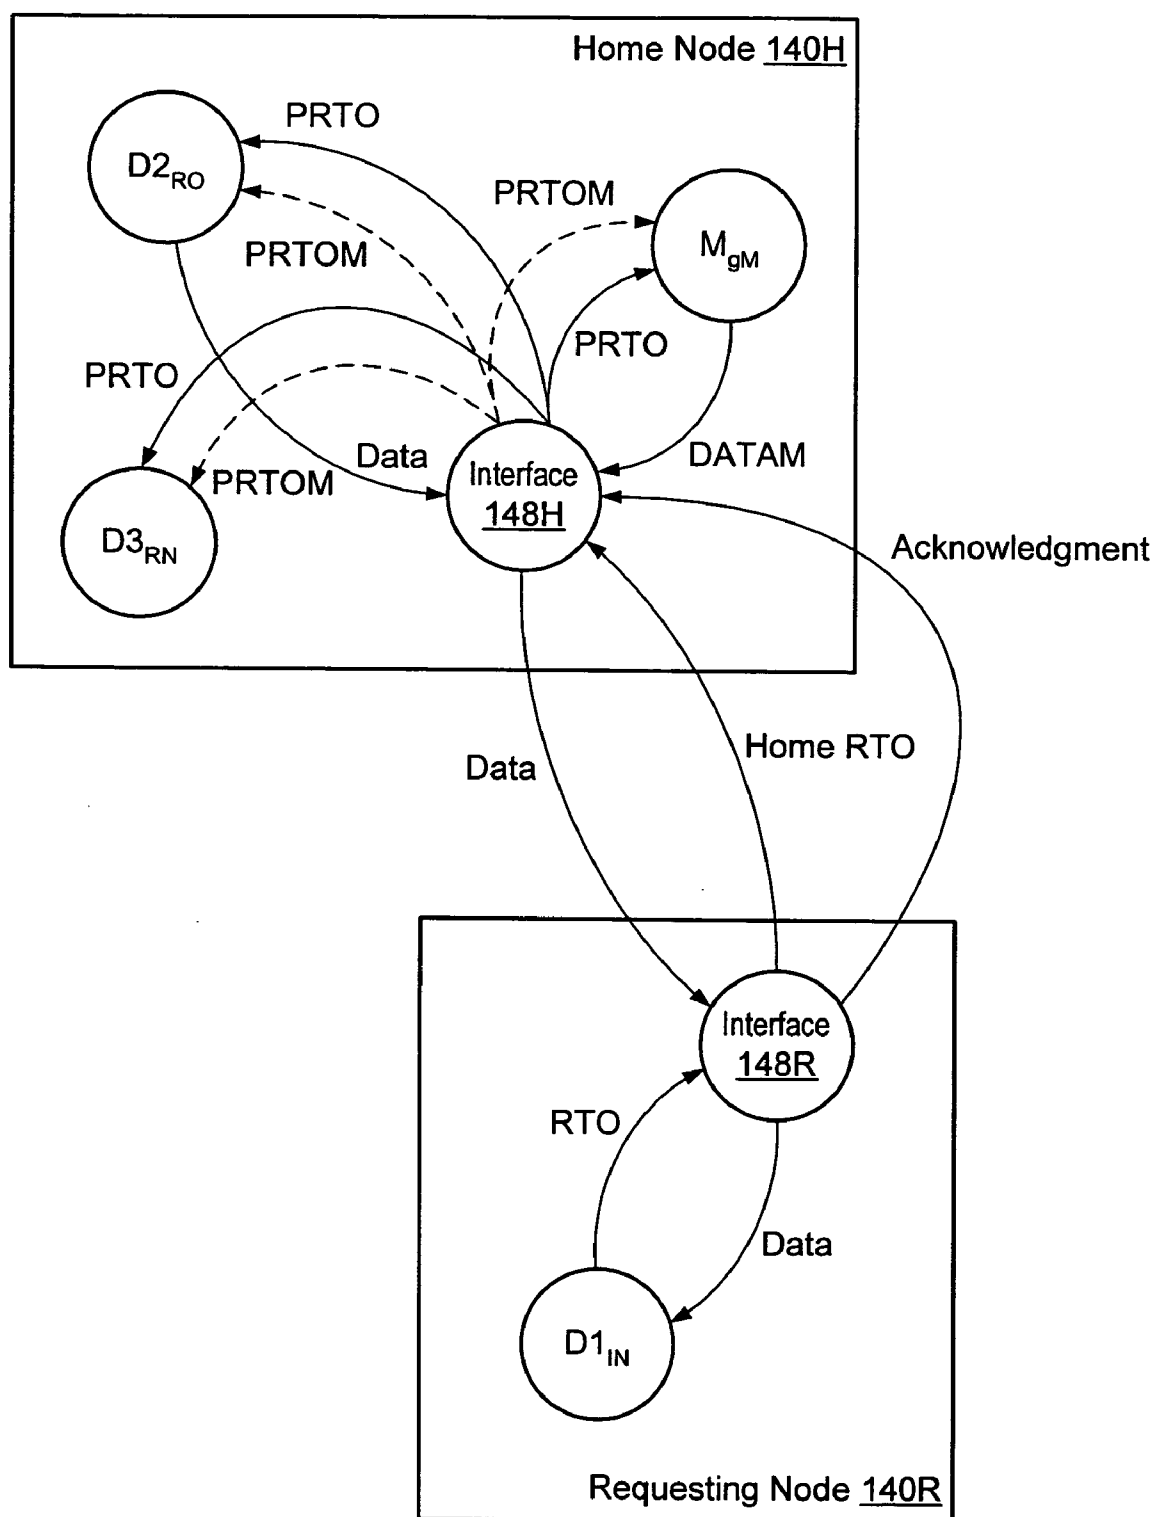 Home Node 140H
PRTO
D2RO
PRTOM
MgM
PRTOM
PRTO
PRTO
Data
DATAM
Interface
148H
PRTOM
D3RN
Acknowledgment
Home RTO
Data
Interface
148R
RTO
Data
D1IN
Requesting Node 140R